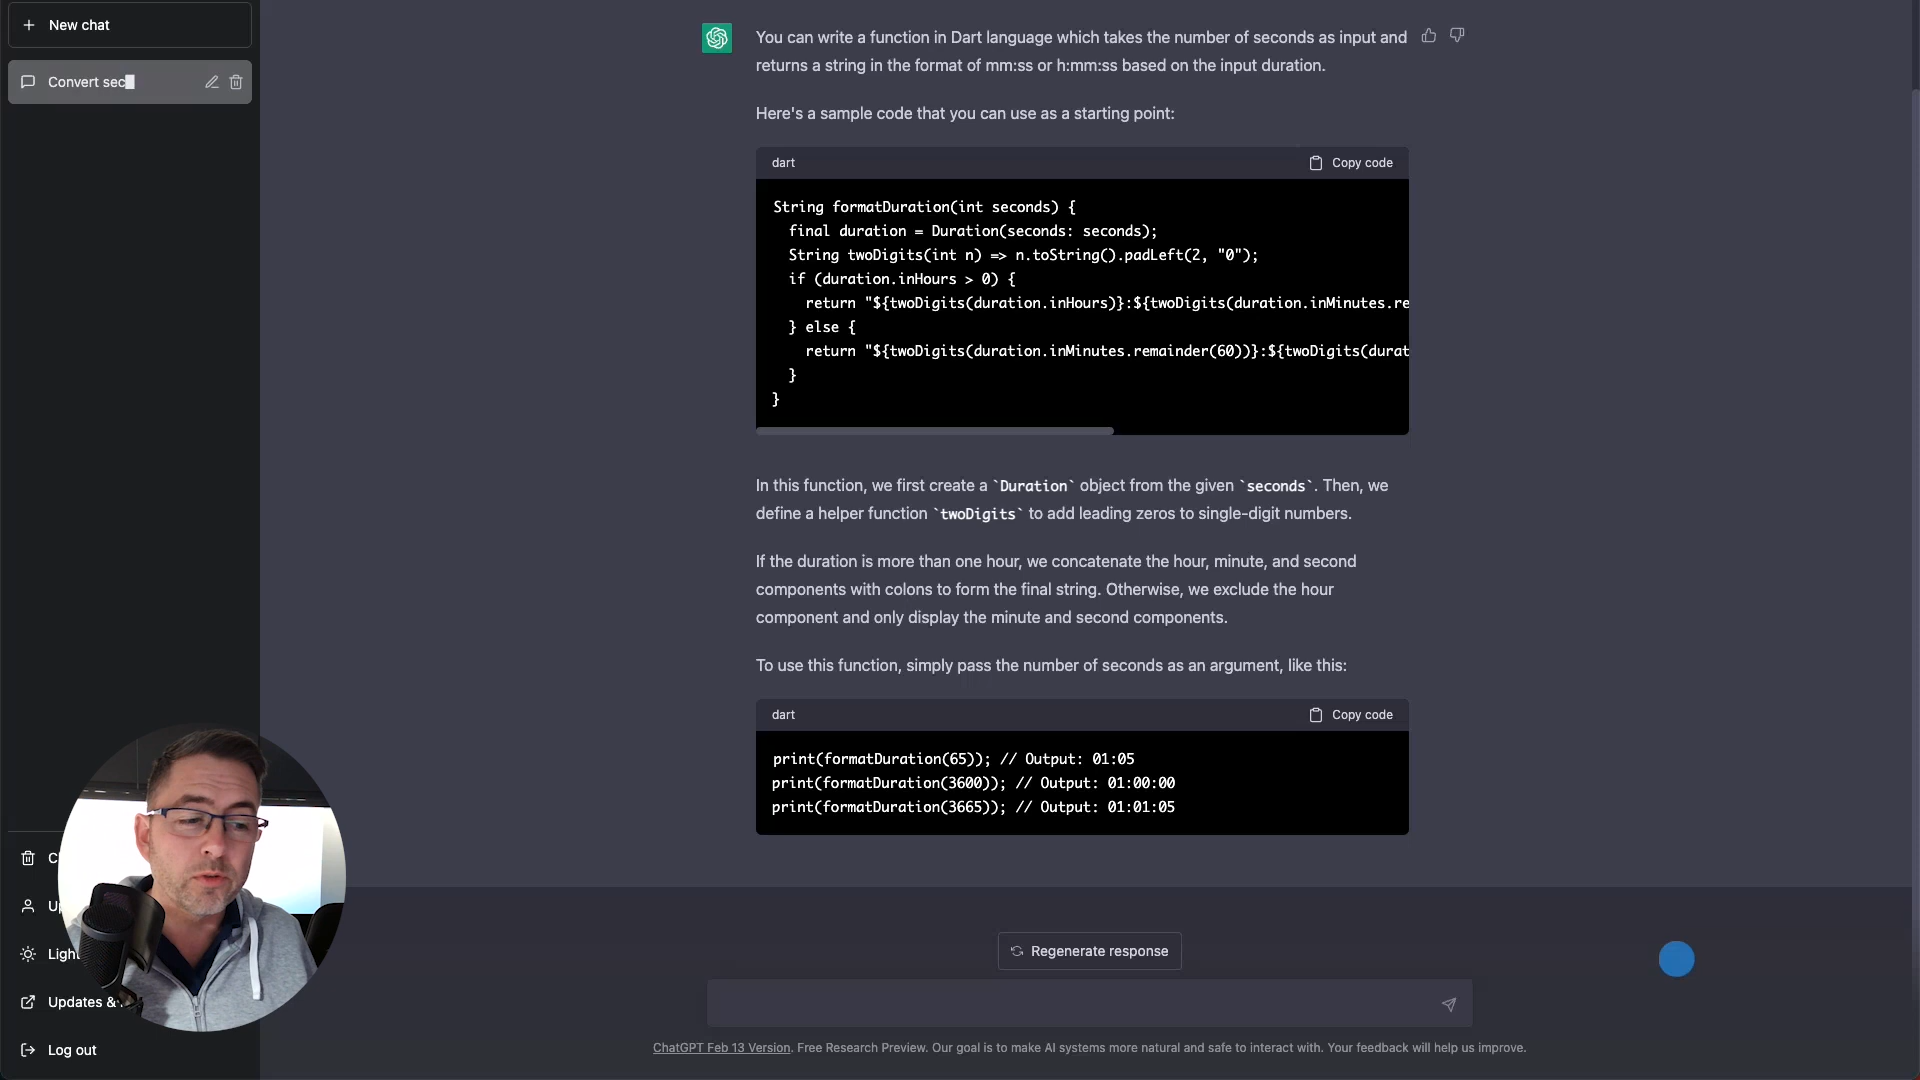 New chat
Convert sec
You can write a function in Dart language which takes the number of seconds as input and
returns a string in the format of mm:ss or h:mm:ss based on the input duration.
Here's a sample code that you can use as a starting point:
dart
Copy code
String formatDuration(int seconds) {
  final duration = Duration(seconds: seconds);
  String twoDigits(int n) => n.toString().padLeft(2, "0");
  if (duration.inHours > 0) {
    return "${twoDigits(duration.inHours)}:${twoDigits(duration.inMinutes.re
  } else {
    return "${twoDigits(duration.inMinutes.remainder(60))}:${twoDigits(durat
  }
}
In this function, we first create a `Duration` object from the given `seconds`. Then, we
define a helper function `twoDigits` to add leading zeros to single-digit numbers.
If the duration is more than one hour, we concatenate the hour, minute, and second
components with colons to form the final string. Otherwise, we exclude the hour
component and only display the minute and second components.
To use this function, simply pass the number of seconds as an argument, like this:
dart
Copy code
print(formatDuration(65)); // Output: 01:05
print(formatDuration(3600)); // Output: 01:00:00
print(formatDuration(3665)); // Output: 01:01:05
Light
Updates &
Log out
Regenerate response
ChatGPT Feb 13 Version. Free Research Preview. Our goal is to make AI systems more natural and safe to interact with. Your feedback will help us improve.